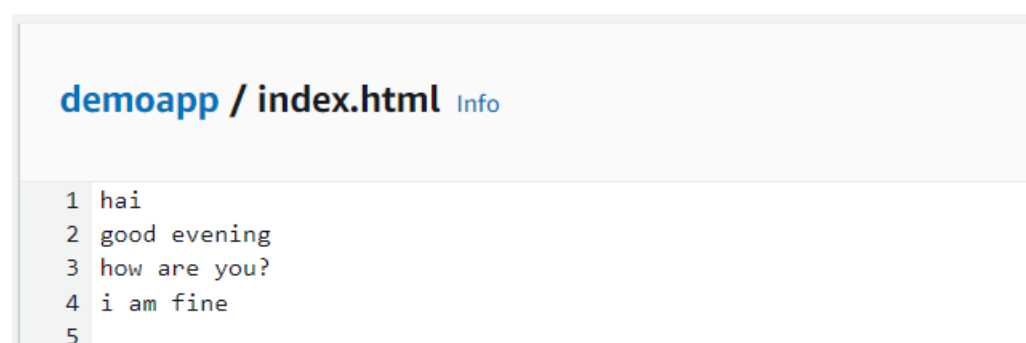 demoapp / index.html Info
1 hai
2 good evening
3 how are you?
4 i am fine
5